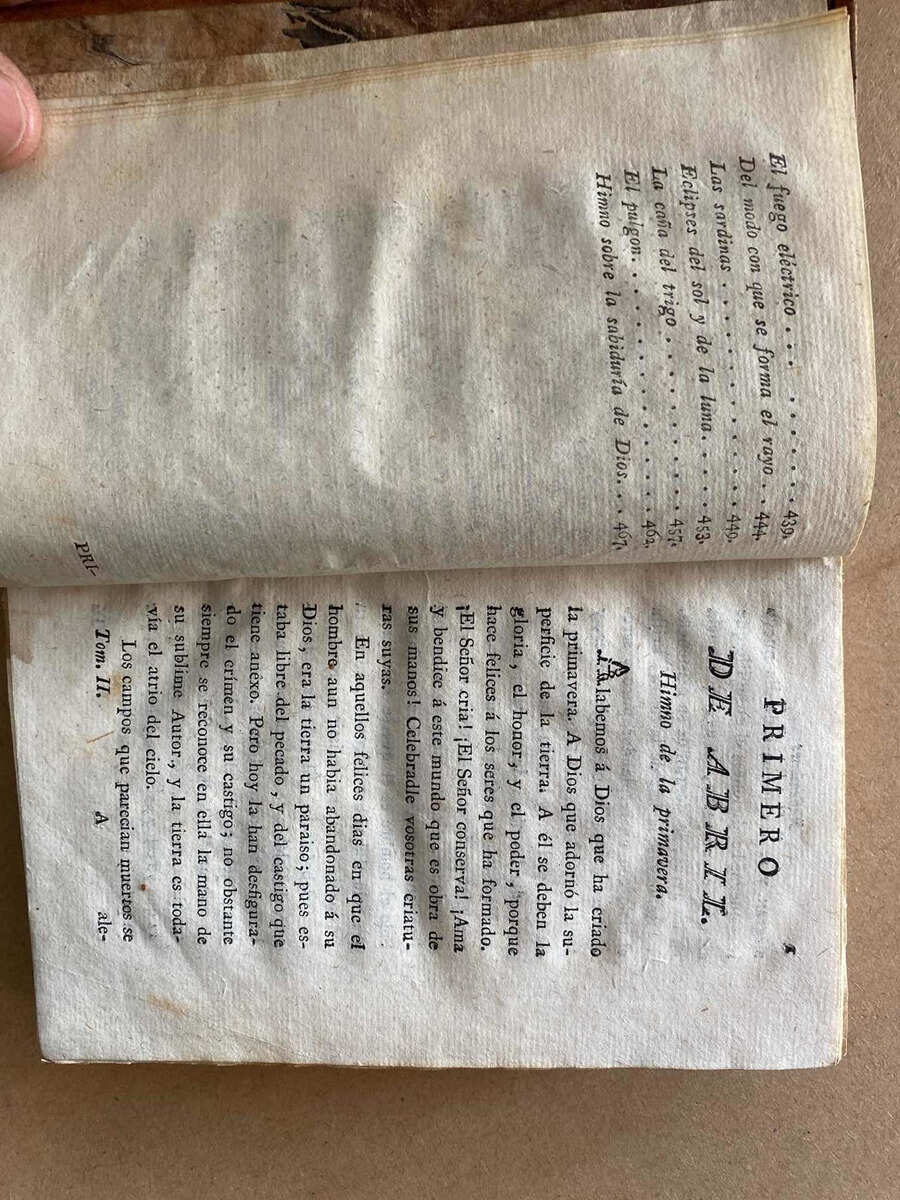 El fuego eléctrico . . . . . . . . . . 439.
Del modo con que se forma el rayo . . 444.
Las sardinas . . . . . . . . . . . . . 449.
Eclipses del sol y de la luna. . . . . 453.
La caña del trigo . . . . . . . . . . 457.
El pulgon. . . . . . . . . . . . . . 462.
Himno sobre la sabiduría de Dios. . . 467.
PRI-
1
PRIMERO
DE ABRIL.
Himno de la primavera.
Alabemos á Dios que ha criado
la primavera. A Dios que adornó la su-
perficie de la tierra. A él se deben la
gloria, el honor, y el poder, porque
hace felices á los seres que ha formado.
¡El Señor cria! ¡El Señor conserva! ¡Ama
y bendice á este mundo que es obra de
sus manos! Celebradle vosotras criatu-
ras suyas.
En aquellos felices dias en que el
hombre aun no habia abandonado á su
Dios, era la tierra un paraiso; pues es-
taba libre del pecado, y del castigo que
tiene anéxo. Pero hoy la han desfigura-
do el crímen y su castigo; no obstante
siempre se reconoce en ella la mano de
su sublime Autor, y la tierra es toda-
vía el atrio del cielo.
Los campos que parecian muertos se
Tom. II. A ale-